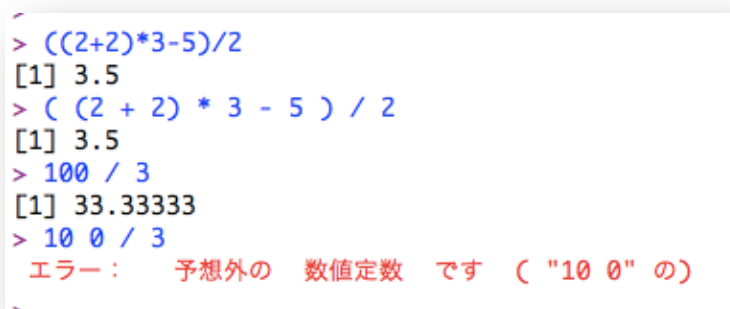 > ((2+2)*3-5)/2
[1] 3.5
> ( (2 + 2) * 3 - 5 ) / 2
[1] 3.5
> 100 / 3
[1] 33.33333
> 10 0 / 3
エラー： 予想外の 数値定数 です ( "10 0" の)